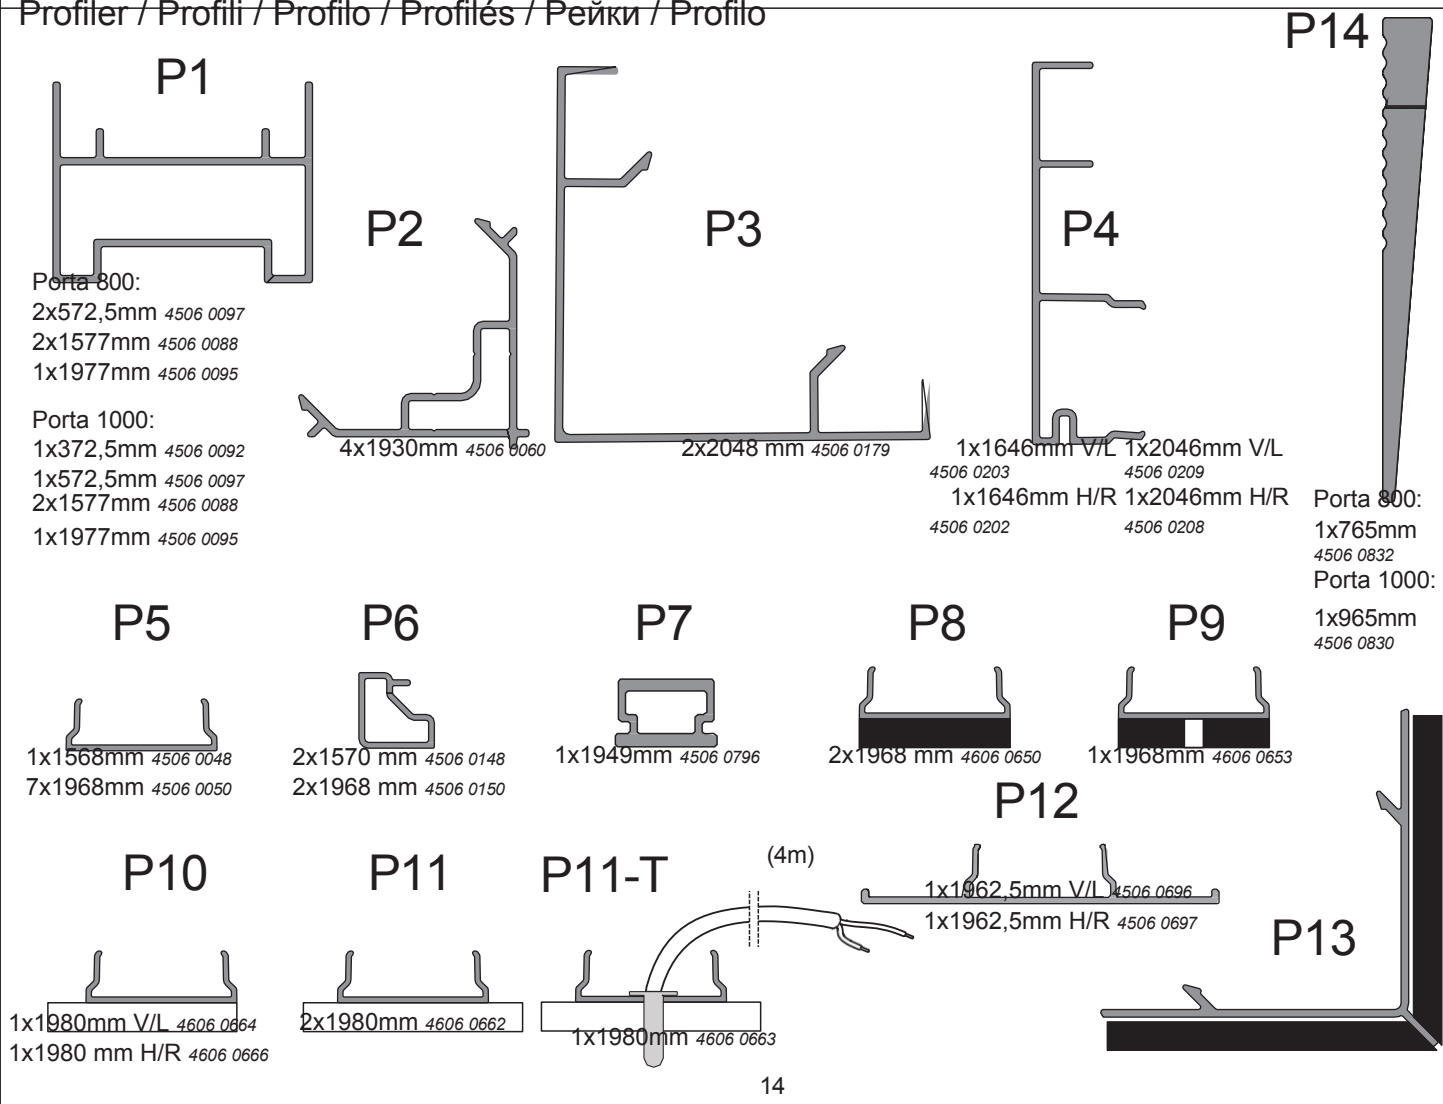 Profiler / Profili / Profilo / Profilés / Рейки / Profilo
P14
P1
P2
P3
P4
Porta 800:
2x572,5mm 4506 0097
2x1577mm 4506 0088
1x1977mm 4506 0095
Porta 1000:
1x372,5mm 4506 0092
1x572,5mm 4506 0097
2x1577mm 4506 0088
1x1977mm 4506 0095
4x1930mm 4506 0060
2x2048 mm 4506 0179
1x1646mm V/L 1x2046mm V/L
4506 0203 4506 0209
1x1646mm H/R 1x2046mm H/R
4506 0202 4506 0208
Porta 800:
1x765mm
4506 0832
Porta 1000:
1x965mm
4506 0830
P5
P6
P7
P8
P9
1x1568mm 4506 0048
7x1968mm 4506 0050
2x1570 mm 4506 0148
2x1968 mm 4506 0150
1x1949mm 4506 0796
2x1968 mm 4606 0650
1x1968mm 4606 0653
P12
P10
P11
P11-T
(4m)
1x1962,5mm V/L 4506 0696
1x1962,5mm H/R 4506 0697
P13
1x1980mm V/L 4606 0664
1x1980 mm H/R 4606 0666
2x1980mm 4606 0662
1x1980mm 4606 0663
14